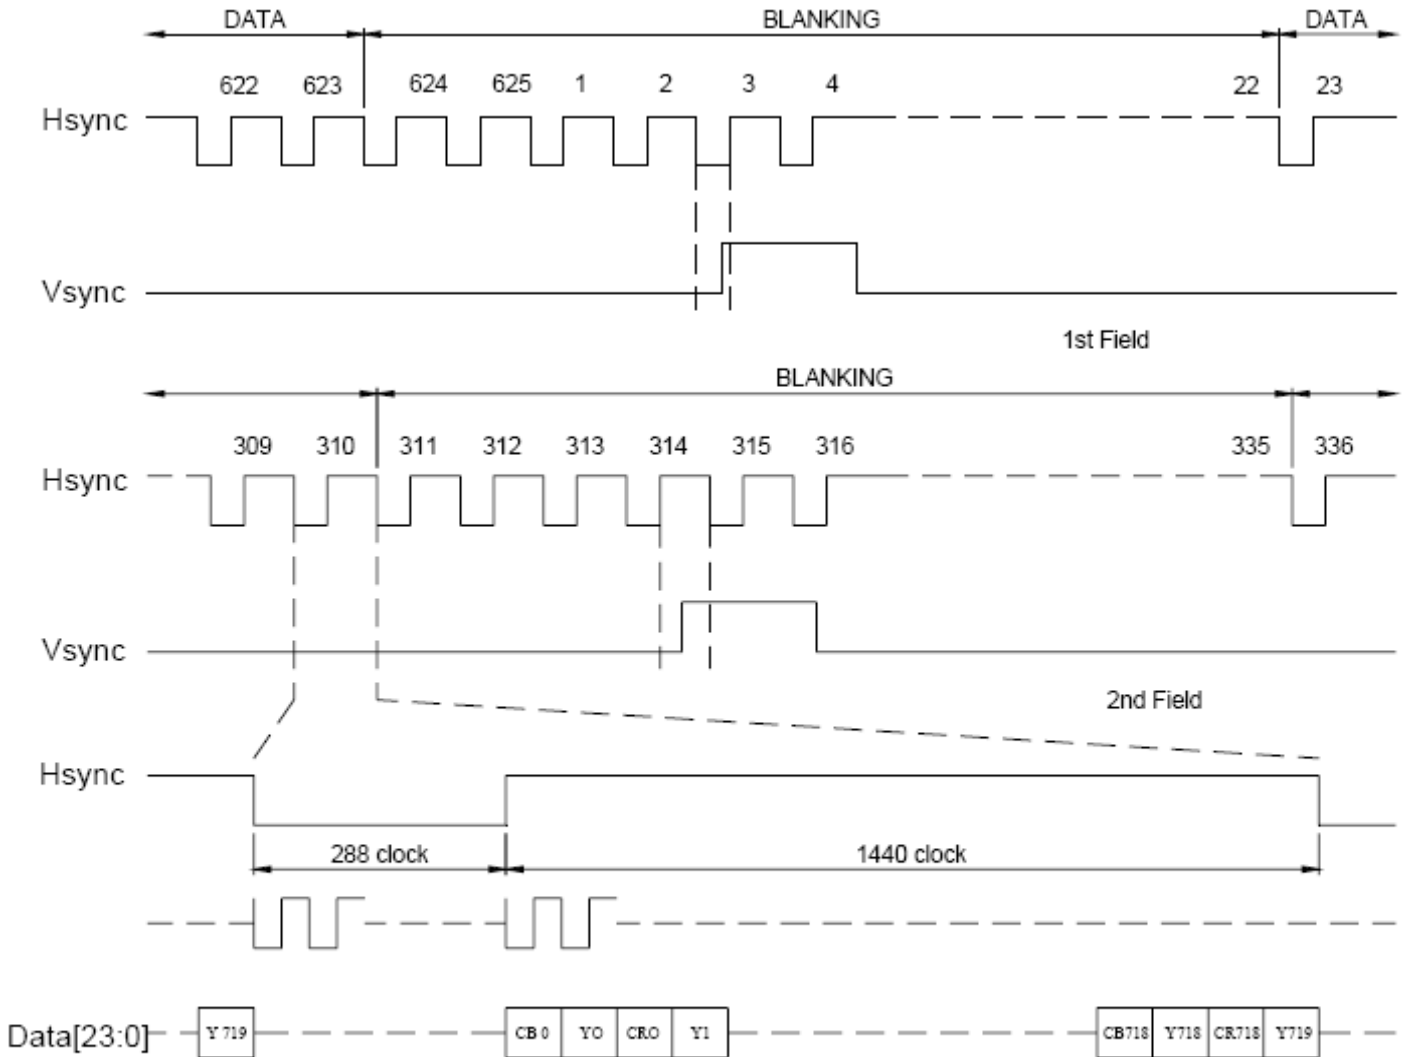 DATA BLANKING DATA
622 623 624 625 1 2 3 4 22 23
Hsync
Vsync
1st Field
BLANKING
309 310 311 312 313 314 315 316 335 336
Hsync
Vsync
2nd Field
Hsync
288 clock 1440 clock
Data[23:0] Y 719 CB 0 Y0 CR0 Y1 CB718 Y718 CR718 Y719